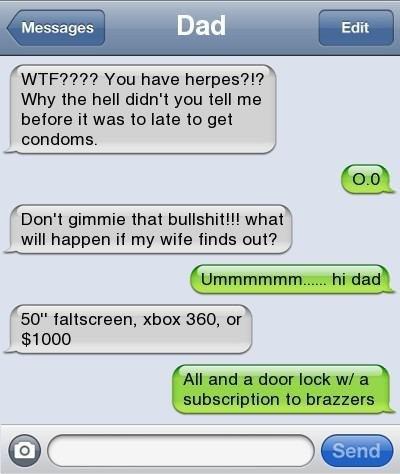 Messages Dad Edit
WTF???? You have herpes?!?
Why the hell didn't you tell me
before it was to late to get
condoms.
O.0
Don't gimmie that bullshit!!! what
will happen if my wife finds out?
Ummmmmm...... hi dad
50" faltscreen, xbox 360, or
$1000
All and a door lock w/ a
subscription to brazzers
Send